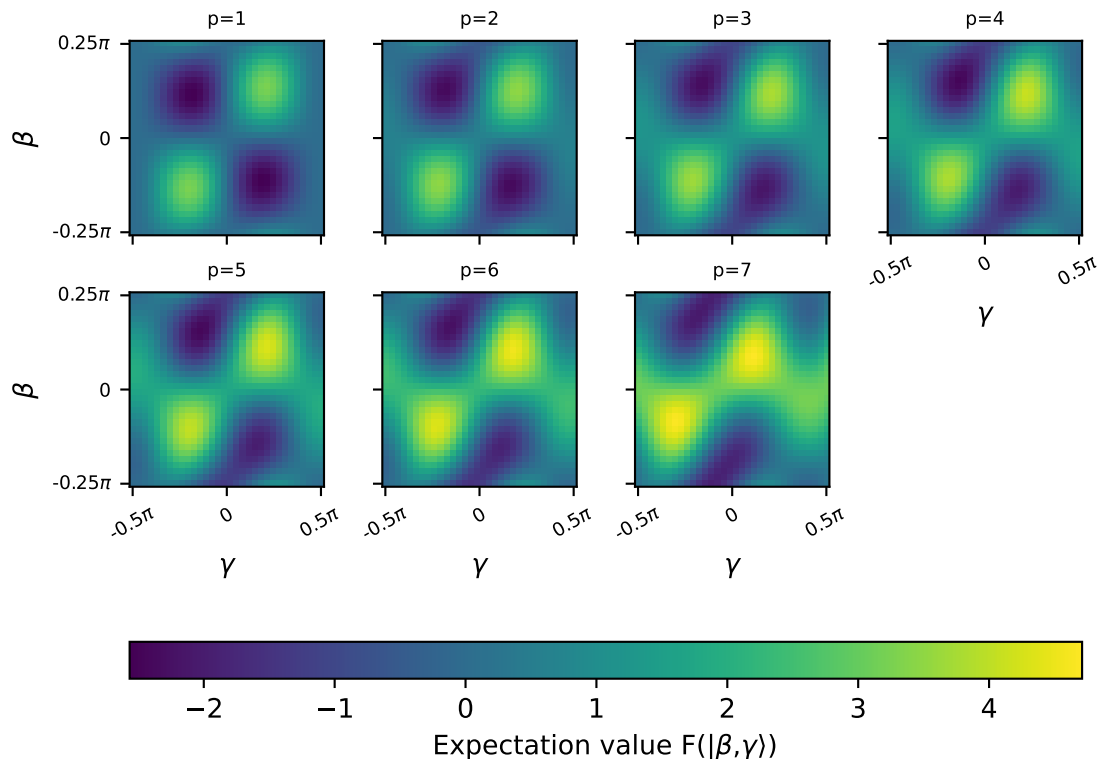 p=1 p=2 p=3 p=4
0.25π
β 0
-0.25π
-0.5π 0 0.5π
γ
p=5 p=6 p=7
0.25π
β 0
-0.25π
-0.5π 0 0.5π -0.5π 0 0.5π -0.5π 0 0.5π
γ γ γ
−2 −1 0 1 2 3 4
Expectation value F(|β,γ⟩)